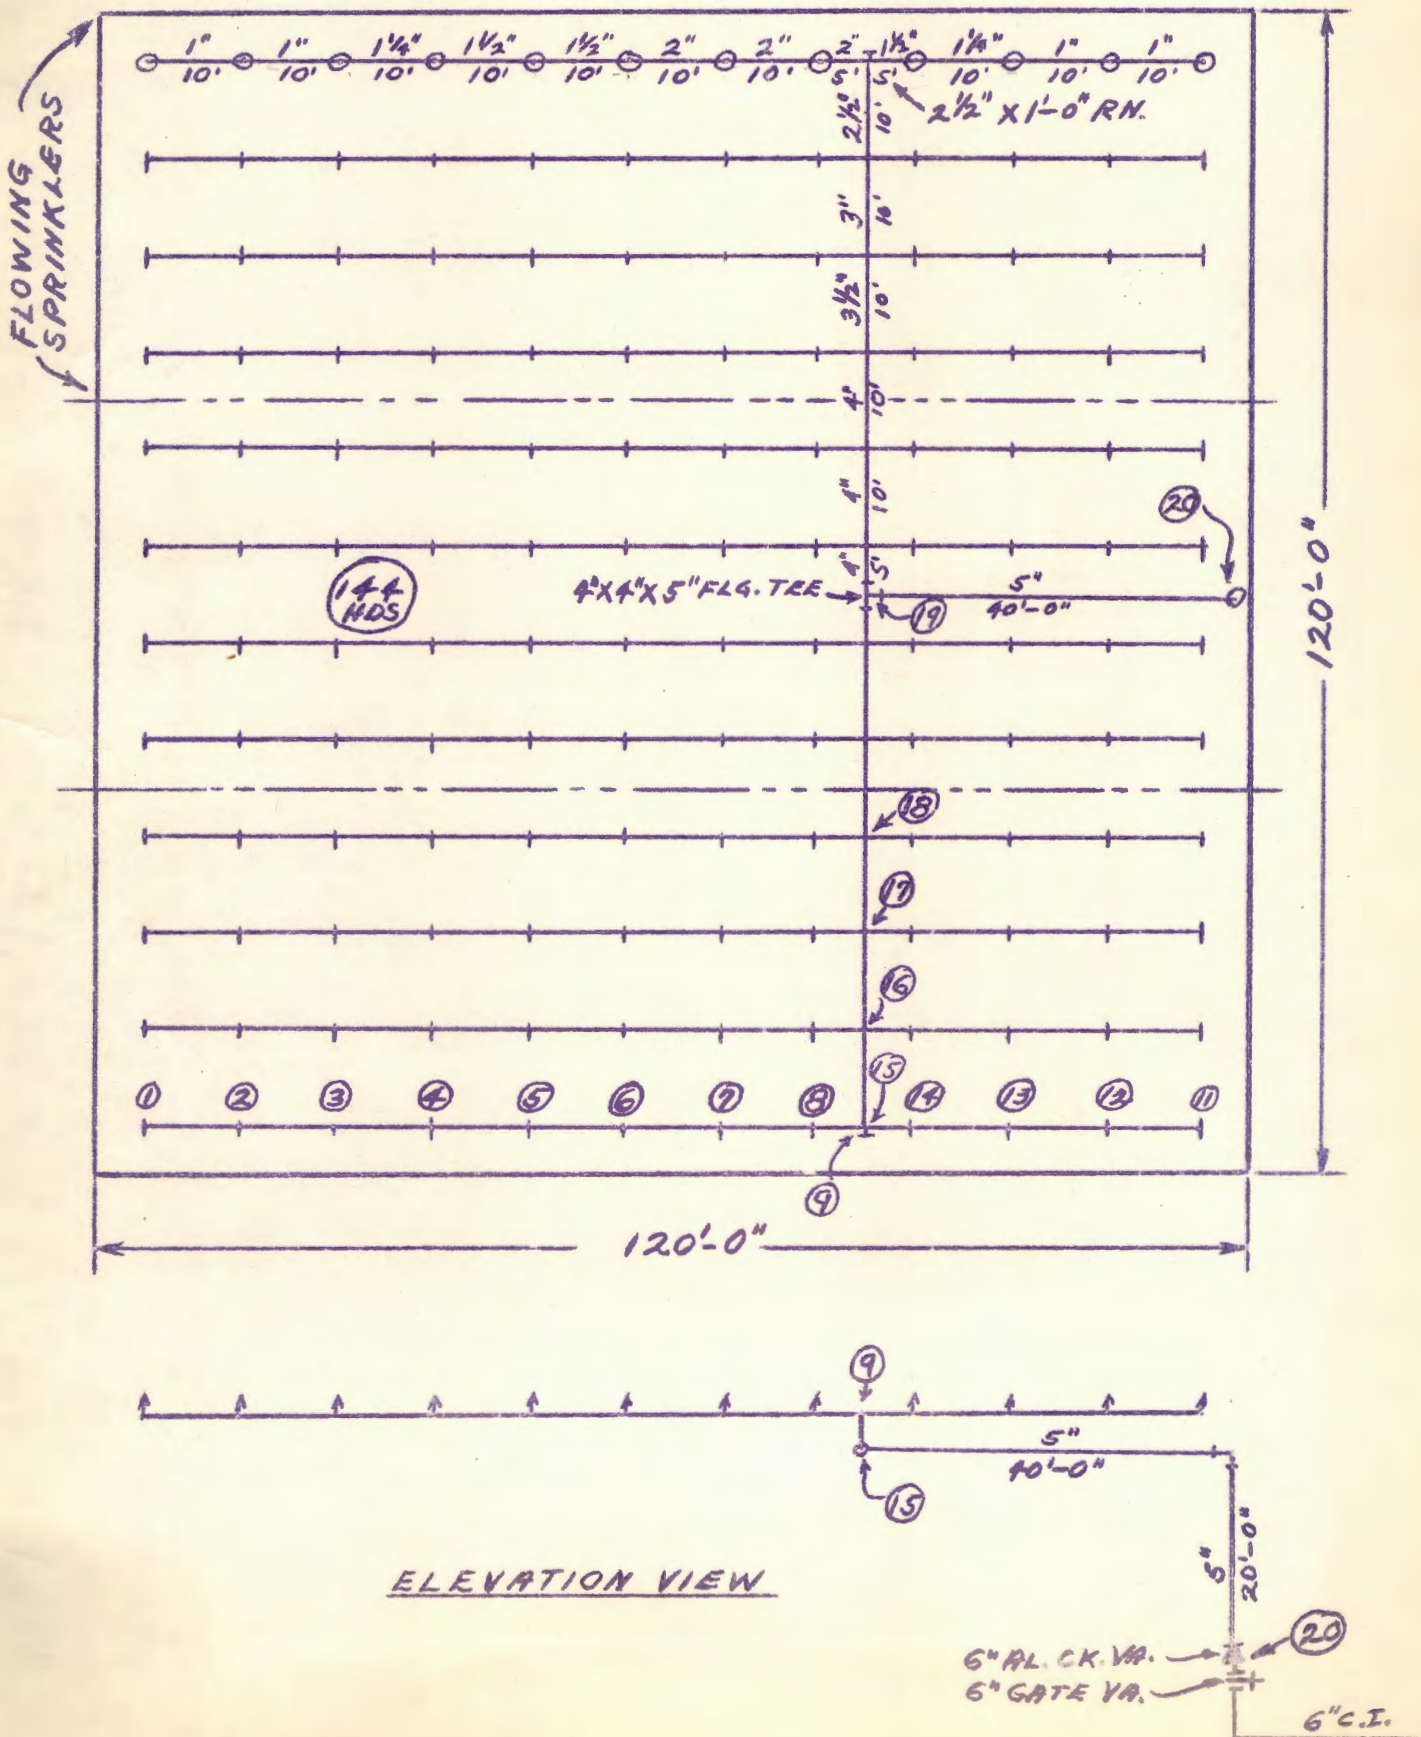 FLOWING
SPRINKLERS
1" 1" 1¼" 1½" 1½" 2" 2" 2" 1½" 1¼" 1" 1"
10' 10' 10' 10' 10' 10' 10' 5' 5' 10' 10' 10'
2½" 10'
2½" X 1'-0" RN.
3" 10'
3½" 10'
4" 10'
4" 10'
20
4" 5'
144
HDS
4"X4"X5" FLG. TEE
19
5"
40'-0"
120'-0"
18
17
16
15
1 2 3 4 5 6 7 8 14 13 12 11
9
120'-0"
9
5"
40'-0"
15
5"
20'-0"
ELEVATION VIEW
20
6" AL. CK. VA.
6" GATE VA.
6" C.I.